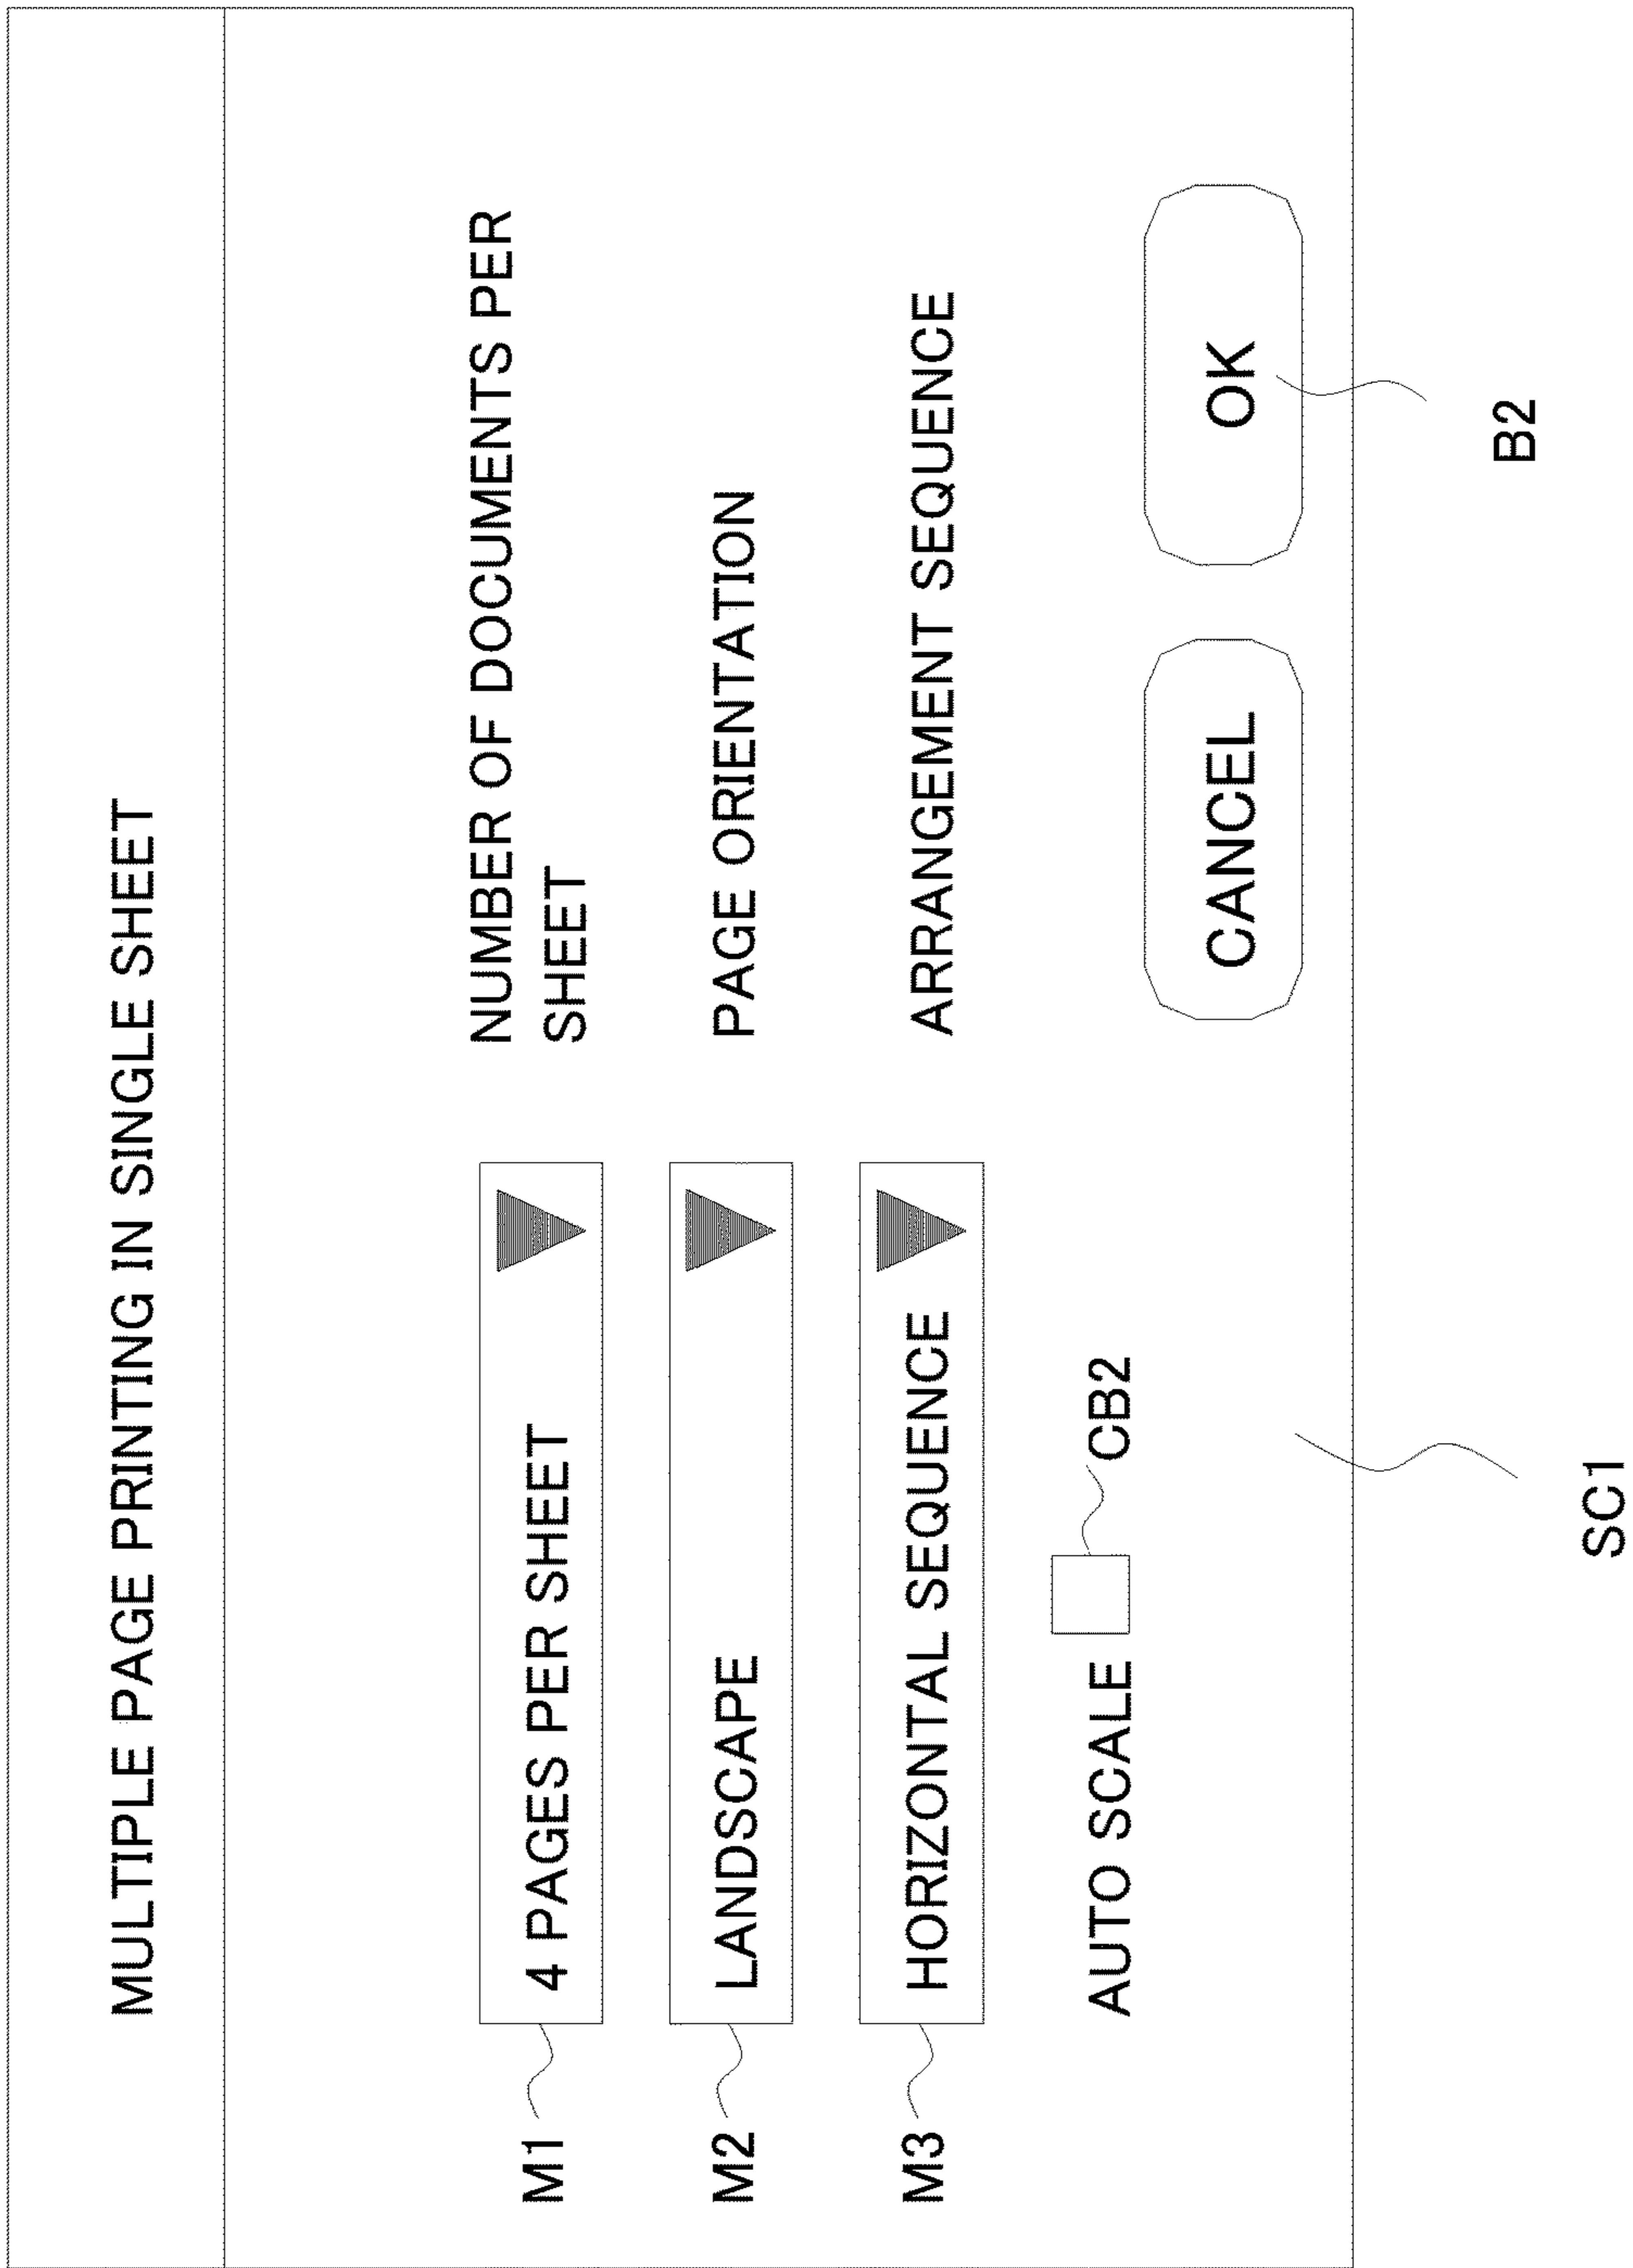 MULTIPLE PAGE PRINTING IN SINGLE SHEET
M1
4 PAGES PER SHEET
NUMBER OF DOCUMENTS PER
SHEET
M2
LANDSCAPE
PAGE ORIENTATION
M3
HORIZONTAL SEQUENCE
ARRANGEMENT SEQUENCE
AUTO SCALE
CB2
CANCEL
OK
B2
SC1